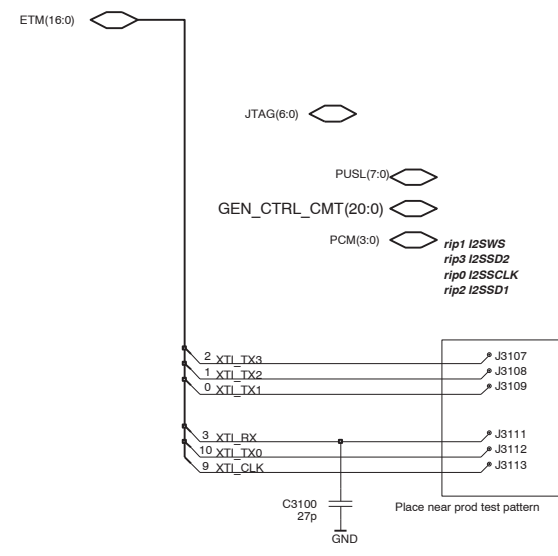 ETM(16:0)
JTAG(6:0)
PUSL(7:0)
GEN_CTRL_CMT(20:0)
PCM(3:0)
rip1 I2SWS
rip3 I2SSD2
rip0 I2SSCLK
rip2 I2SSD1
2 XTI_TX3 J3107
1 XTI_TX2 J3108
0 XTI_TX1 J3109
3 XTI_RX J3111
10 XTI_TX0 J3112
9 XTI_CLK J3113
C3100
27p
Place near prod test pattern
GND